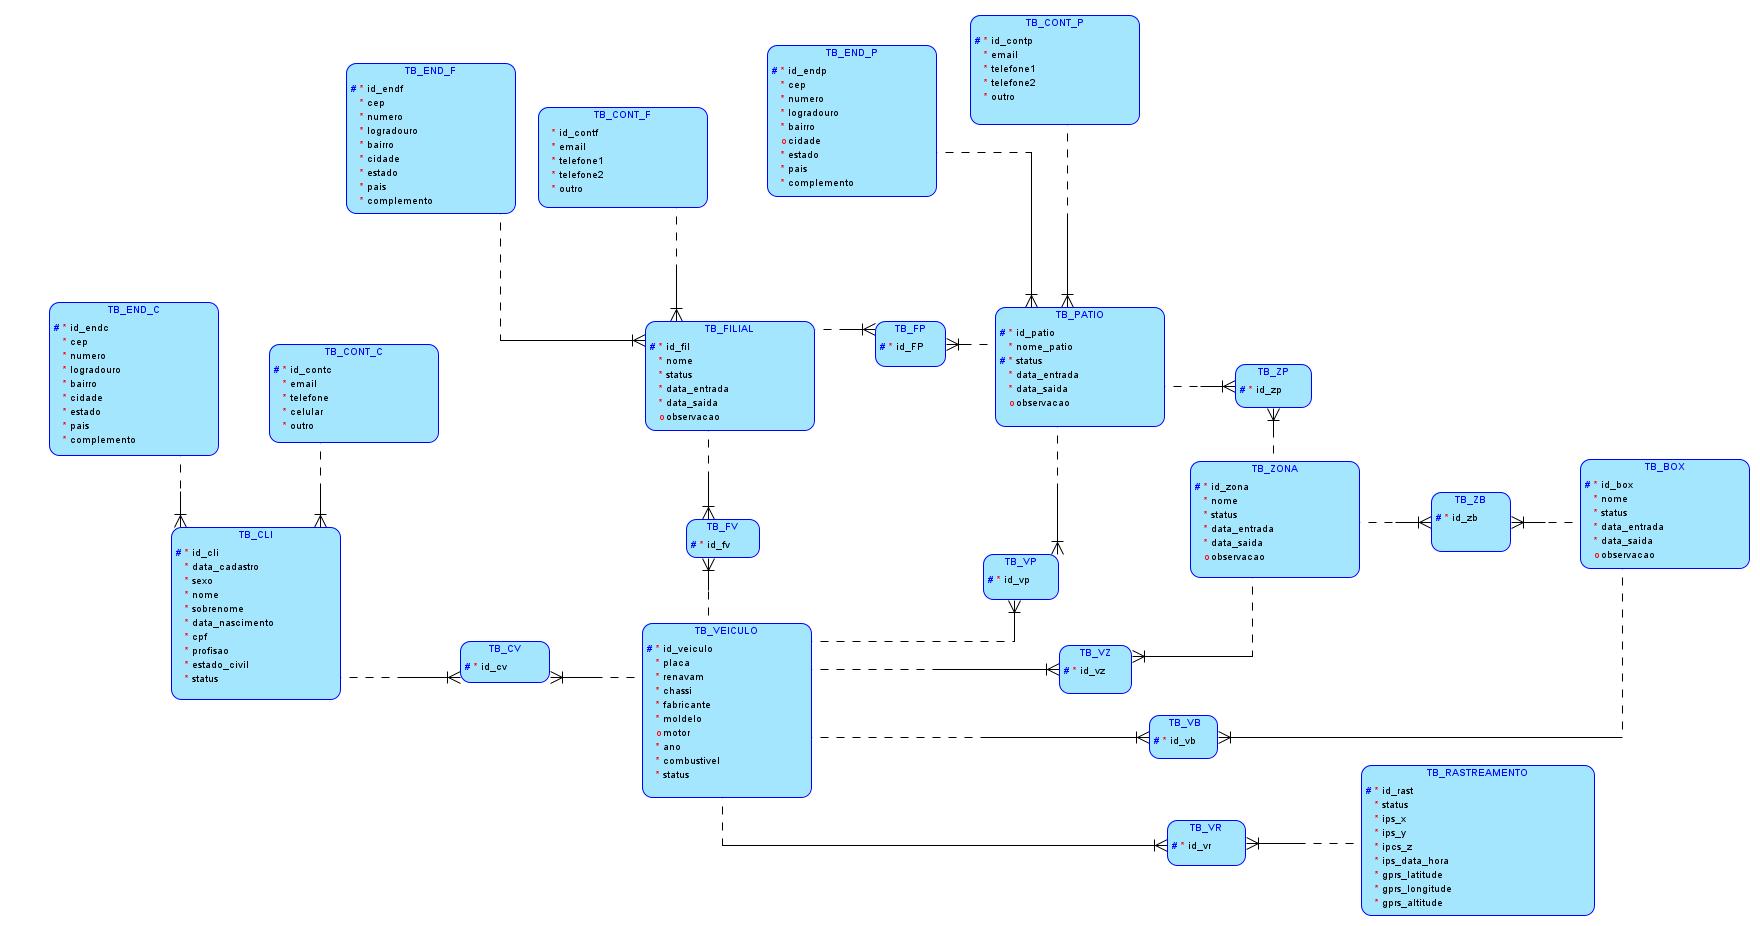 TB_CONT_P
# * id_contp
* email
* telefone1
* telefone2
* outro
TB_END_P
# * id_endp
* cep
* numero
* logradouro
* bairro
o cidade
* estado
* pais
* complemento
TB_END_F
# * id_endf
* cep
* numero
* logradouro
* bairro
* cidade
* estado
* pais
* complemento
TB_CONT_F
* id_contf
* email
* telefone1
* telefone2
* outro
TB_END_C
# * id_endc
* cep
* numero
* logradouro
* bairro
* cidade
* estado
* pais
* complemento
TB_CONT_C
# * id_contc
* email
* telefone
* celular
* outro
TB_FILIAL
# * id_fil
* nome
* status
* data_entrada
* data_saida
o observacao
TB_FP
# * id_FP
TB_PATIO
# * id_patio
* nome_patio
# * status
* data_entrada
* data_saida
o observacao
TB_ZP
# * id_zp
TB_ZONA
# * id_zona
* nome
* status
* data_entrada
* data_saida
o observacao
TB_ZB
# * id_zb
TB_BOX
# * id_box
* nome
* status
* data_entrada
* data_saida
o observacao
TB_CLI
# * id_cli
* data_cadastro
* sexo
* nome
* sobrenome
* data_nascimento
* cpf
* profisao
* estado_civil
* status
TB_FV
# * id_fv
TB_VP
# * id_vp
TB_CV
# * id_cv
TB_VEICULO
# * id_veiculo
* placa
* renavam
* chassi
* fabricante
* moldelo
o motor
* ano
* combustivel
* status
TB_VZ
# * id_vz
TB_VB
# * id_vb
TB_VR
# * id_vr
TB_RASTREAMENTO
# * id_rast
* status
* ips_x
* ips_y
* ipcs_z
* ips_data_hora
* gprs_latitude
* gprs_longitude
* gprs_altitude